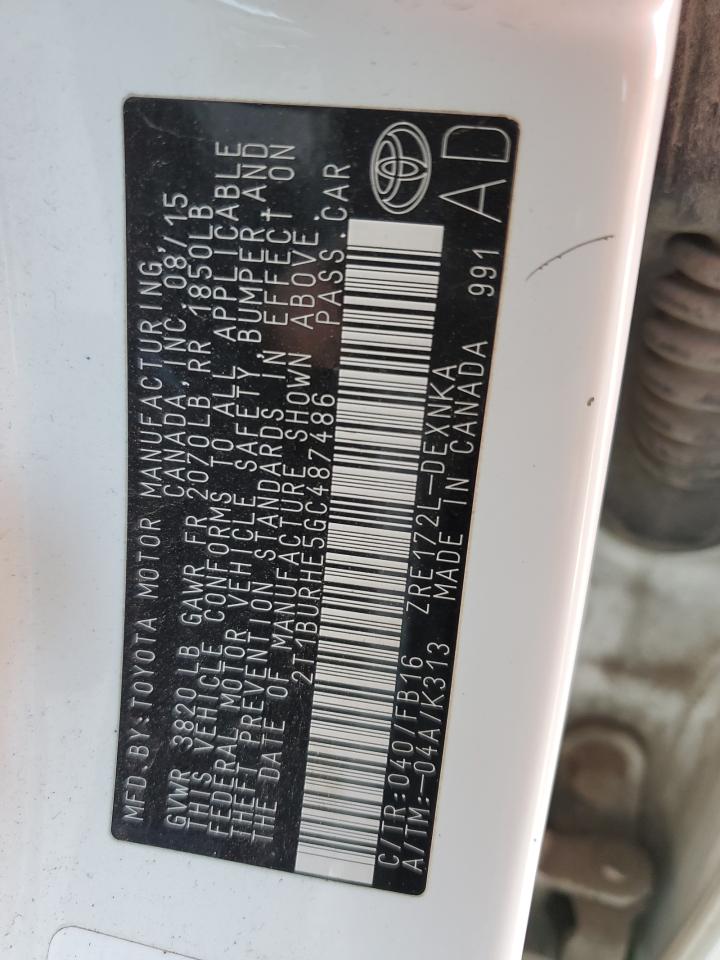 MFD BY: TOYOTA MOTOR MANUFACTURING,
CANADA, INC 08/15
GVWR 3820 LB GAWR FR 2070LB, RR 1850LB
THIS VEHICLE CONFORMS TO ALL APPLICABLE
FEDERAL MOTOR VEHICLE SAFETY, BUMPER AND
THEFT PREVENTION STANDARDS IN EFFECT ON
THE DATE OF MANUFACTURE SHOWN ABOVE.
2T1BURHE5GC487486 PASS.CAR
C/TR:040/FB16 ZRE172L-DEXNKA
A/TM:-04A/K313 MADE IN CANADA 991 AD